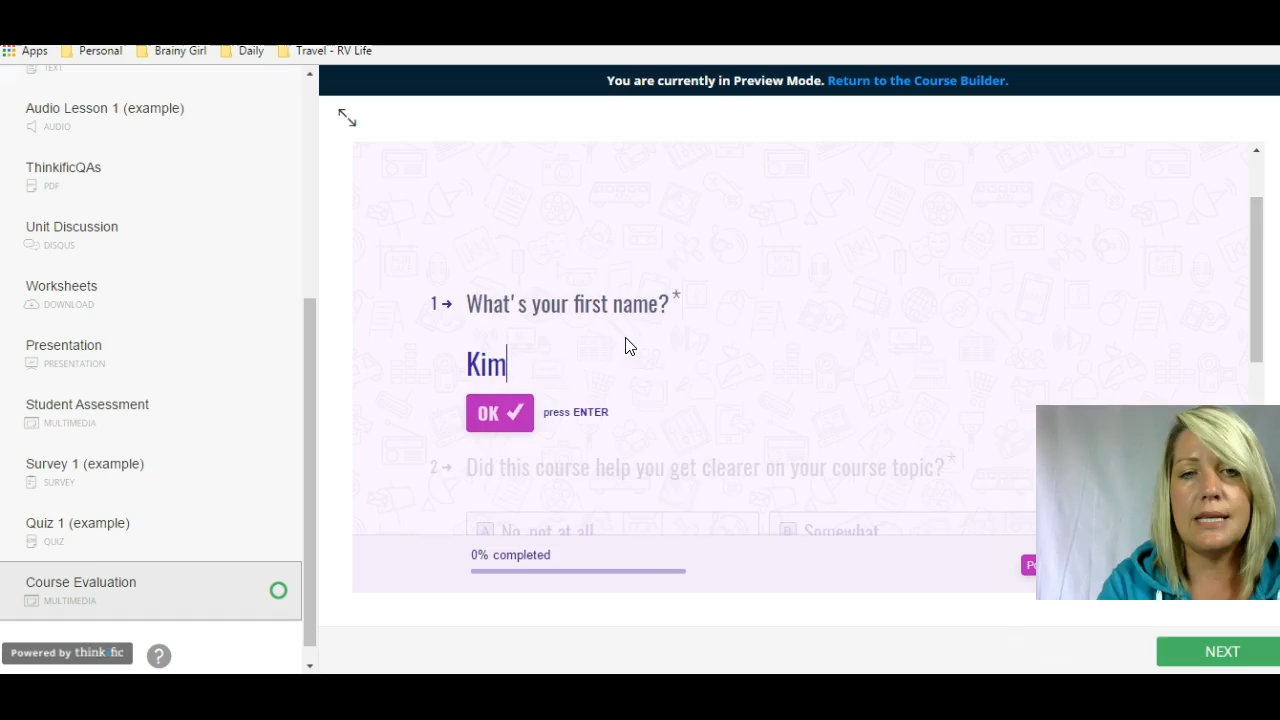 Apps
Personal
Brainy Girl
Daily
Travel - RV Life
You are currently in Preview Mode. Return to the Course Builder.
TEXT
Audio Lesson 1 (example)
AUDIO
ThinkificQAs
PDF
Unit Discussion
DISQUS
Worksheets
DOWNLOAD
Presentation
PRESENTATION
Student Assessment
MULTIMEDIA
Survey 1 (example)
SURVEY
Quiz 1 (example)
QUIZ
Course Evaluation
MULTIMEDIA
Powered by thinkific
?
1 → What's your first name? *
Kim
OK ✓ press ENTER
2 → Did this course help you get clearer on your course topic? *
A No, not at all
B Somewhat
0% completed
NEXT